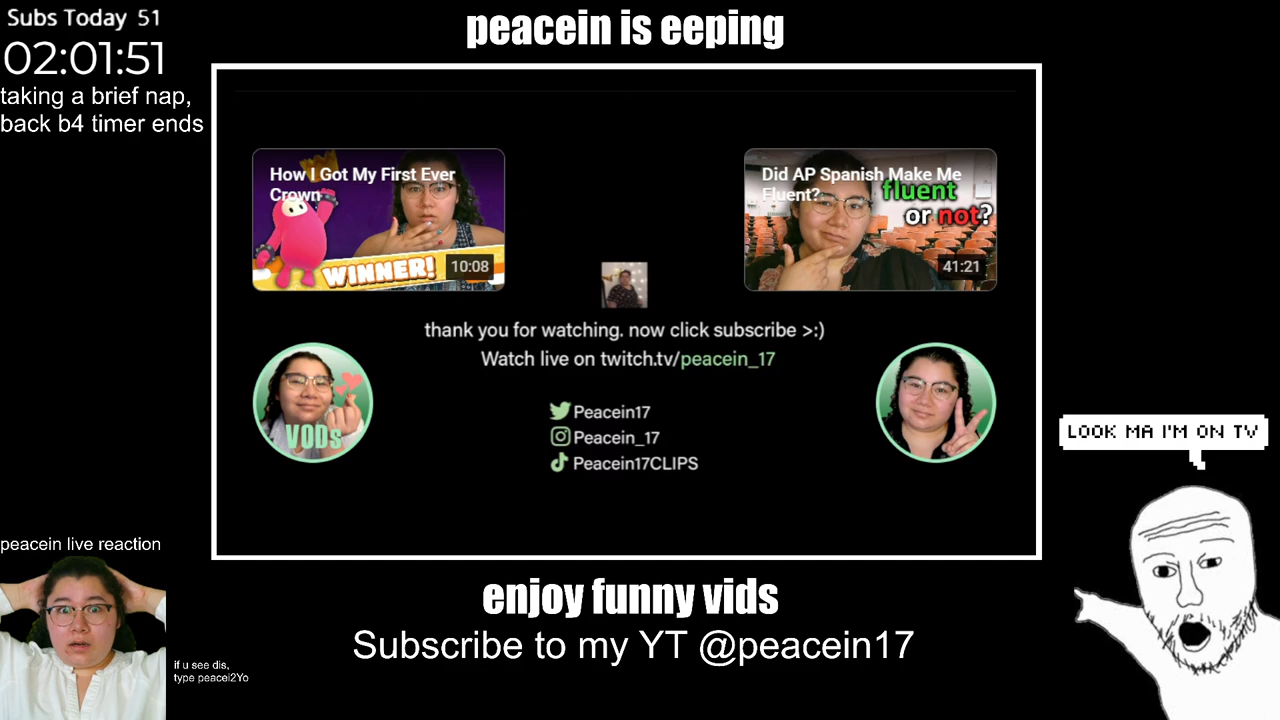 Subs Today 51
02:01:51
taking a brief nap,
back b4 timer ends
peacein is eeping
How I Got My First Ever
Crown
WINNER!
10:08
Did AP Spanish Make Me
Fluent?
fluent
or not?
41:21
thank you for watching. now click subscribe >:)
Watch live on twitch.tv/peacein_17
VODs
Peacein17
Peacein_17
Peacein17CLIPS
LOOK MA I'M ON TV
peacein live reaction
if u see dis,
type peacei2Yo
enjoy funny vids
Subscribe to my YT @peacein17